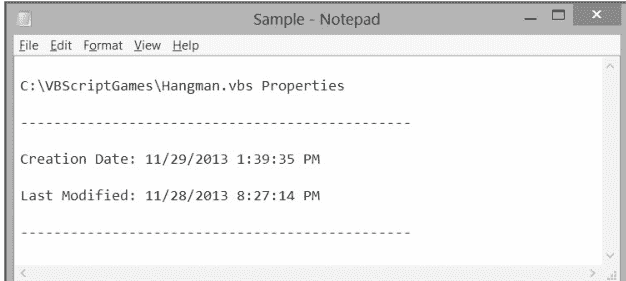 Sample - Notepad
File Edit Format View Help
C:\VBScriptGames\Hangman.vbs Properties
-----------------------------------------------
Creation Date: 11/29/2013 1:39:35 PM
Last Modified: 11/28/2013 8:27:14 PM
-----------------------------------------------